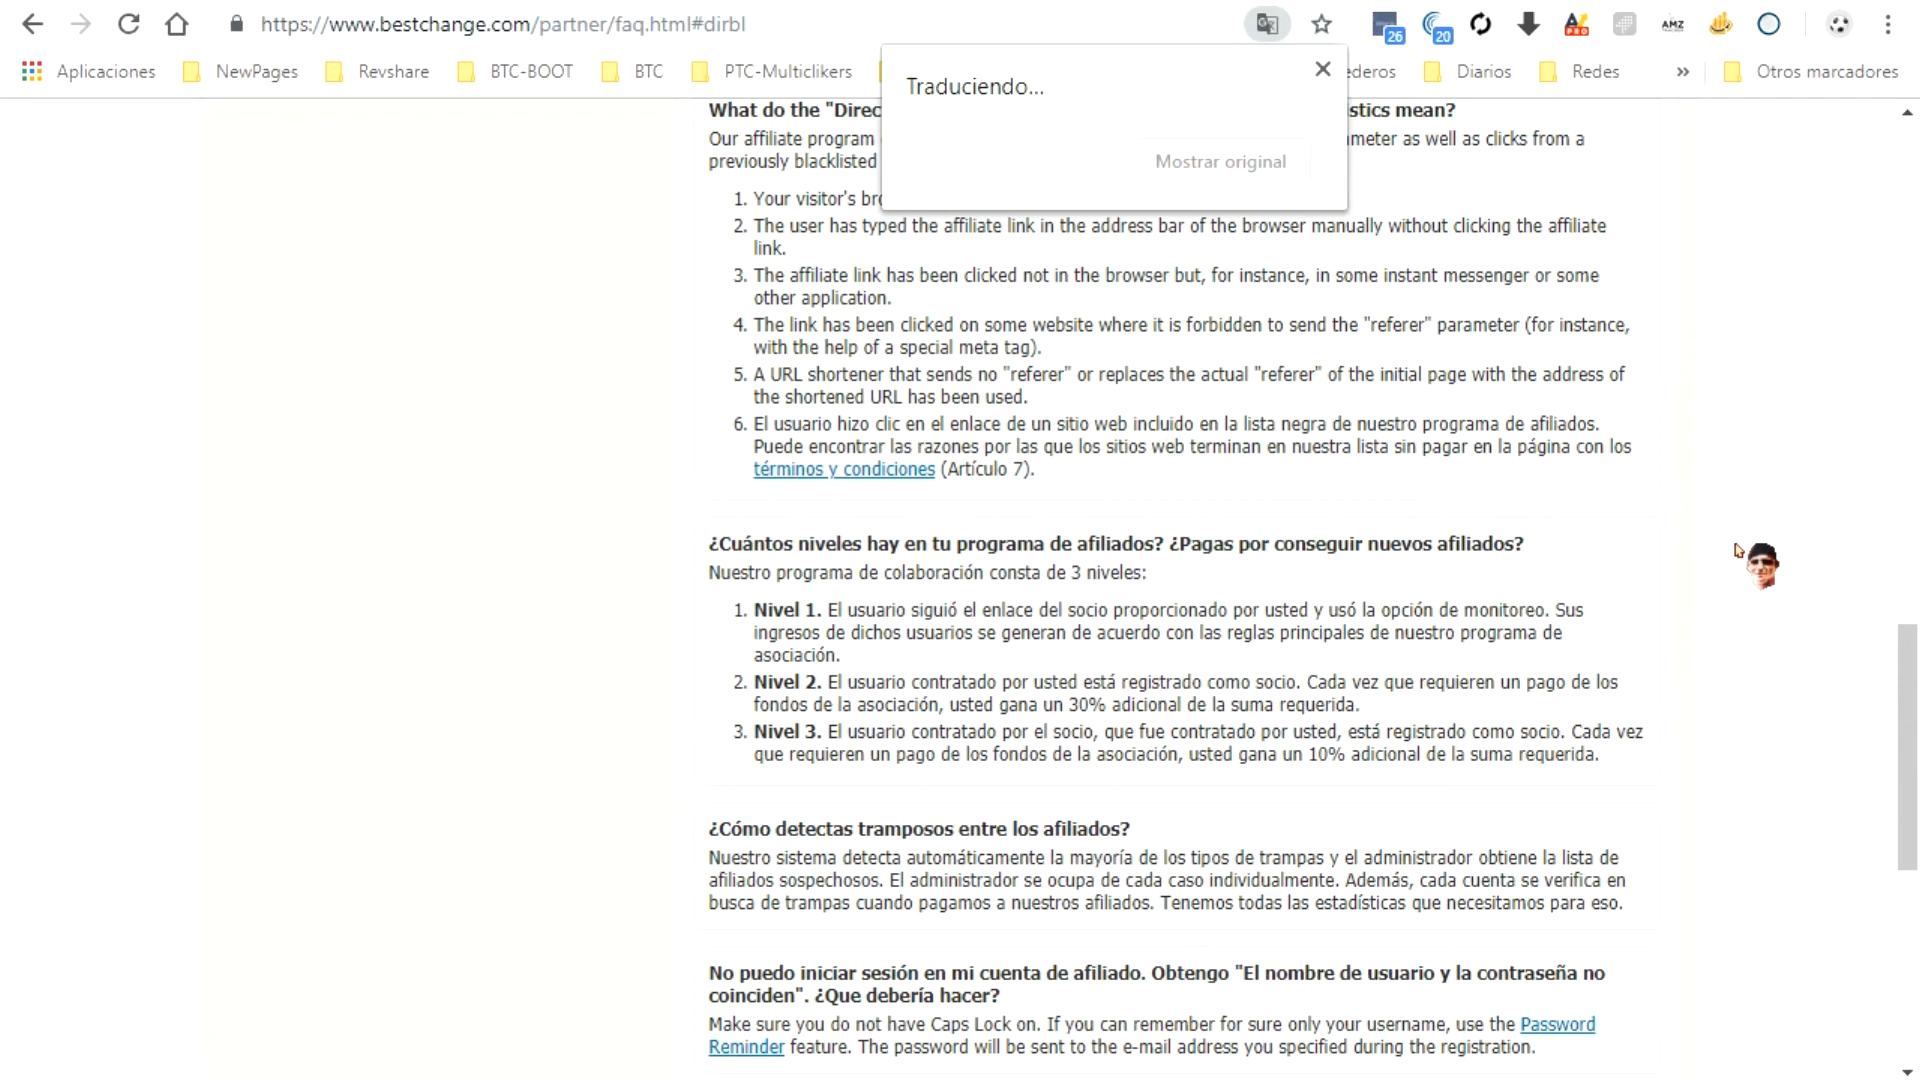 https://www.bestchange.com/partner/faq.html#dirbl
26
20
PRO
AMZ
Aplicaciones NewPages Revshare BTC-BOOT BTC PTC-Multiclikers ederos Diarios Redes » Otros marcadores
Traduciendo...
Mostrar original
What do the "Direc stics mean?
Our affiliate program meter as well as clicks from a
previously blacklisted
1. Your visitor's bro
2. The user has typed the affiliate link in the address bar of the browser manually without clicking the affiliate
link.
3. The affiliate link has been clicked not in the browser but, for instance, in some instant messenger or some
other application.
4. The link has been clicked on some website where it is forbidden to send the "referer" parameter (for instance,
with the help of a special meta tag).
5. A URL shortener that sends no "referer" or replaces the actual "referer" of the initial page with the address of
the shortened URL has been used.
6. El usuario hizo clic en el enlace de un sitio web incluido en la lista negra de nuestro programa de afiliados.
Puede encontrar las razones por las que los sitios web terminan en nuestra lista sin pagar en la página con los
términos y condiciones (Artículo 7).
¿Cuántos niveles hay en tu programa de afiliados? ¿Pagas por conseguir nuevos afiliados?
Nuestro programa de colaboración consta de 3 niveles:
1. Nivel 1. El usuario siguió el enlace del socio proporcionado por usted y usó la opción de monitoreo. Sus
ingresos de dichos usuarios se generan de acuerdo con las reglas principales de nuestro programa de
asociación.
2. Nivel 2. El usuario contratado por usted está registrado como socio. Cada vez que requieren un pago de los
fondos de la asociación, usted gana un 30% adicional de la suma requerida.
3. Nivel 3. El usuario contratado por el socio, que fue contratado por usted, está registrado como socio. Cada vez
que requieren un pago de los fondos de la asociación, usted gana un 10% adicional de la suma requerida.
¿Cómo detectas tramposos entre los afiliados?
Nuestro sistema detecta automáticamente la mayoría de los tipos de trampas y el administrador obtiene la lista de
afiliados sospechosos. El administrador se ocupa de cada caso individualmente. Además, cada cuenta se verifica en
busca de trampas cuando pagamos a nuestros afiliados. Tenemos todas las estadísticas que necesitamos para eso.
No puedo iniciar sesión en mi cuenta de afiliado. Obtengo "El nombre de usuario y la contraseña no
coinciden". ¿Que debería hacer?
Make sure you do not have Caps Lock on. If you can remember for sure only your username, use the Password
Reminder feature. The password will be sent to the e-mail address you specified during the registration.